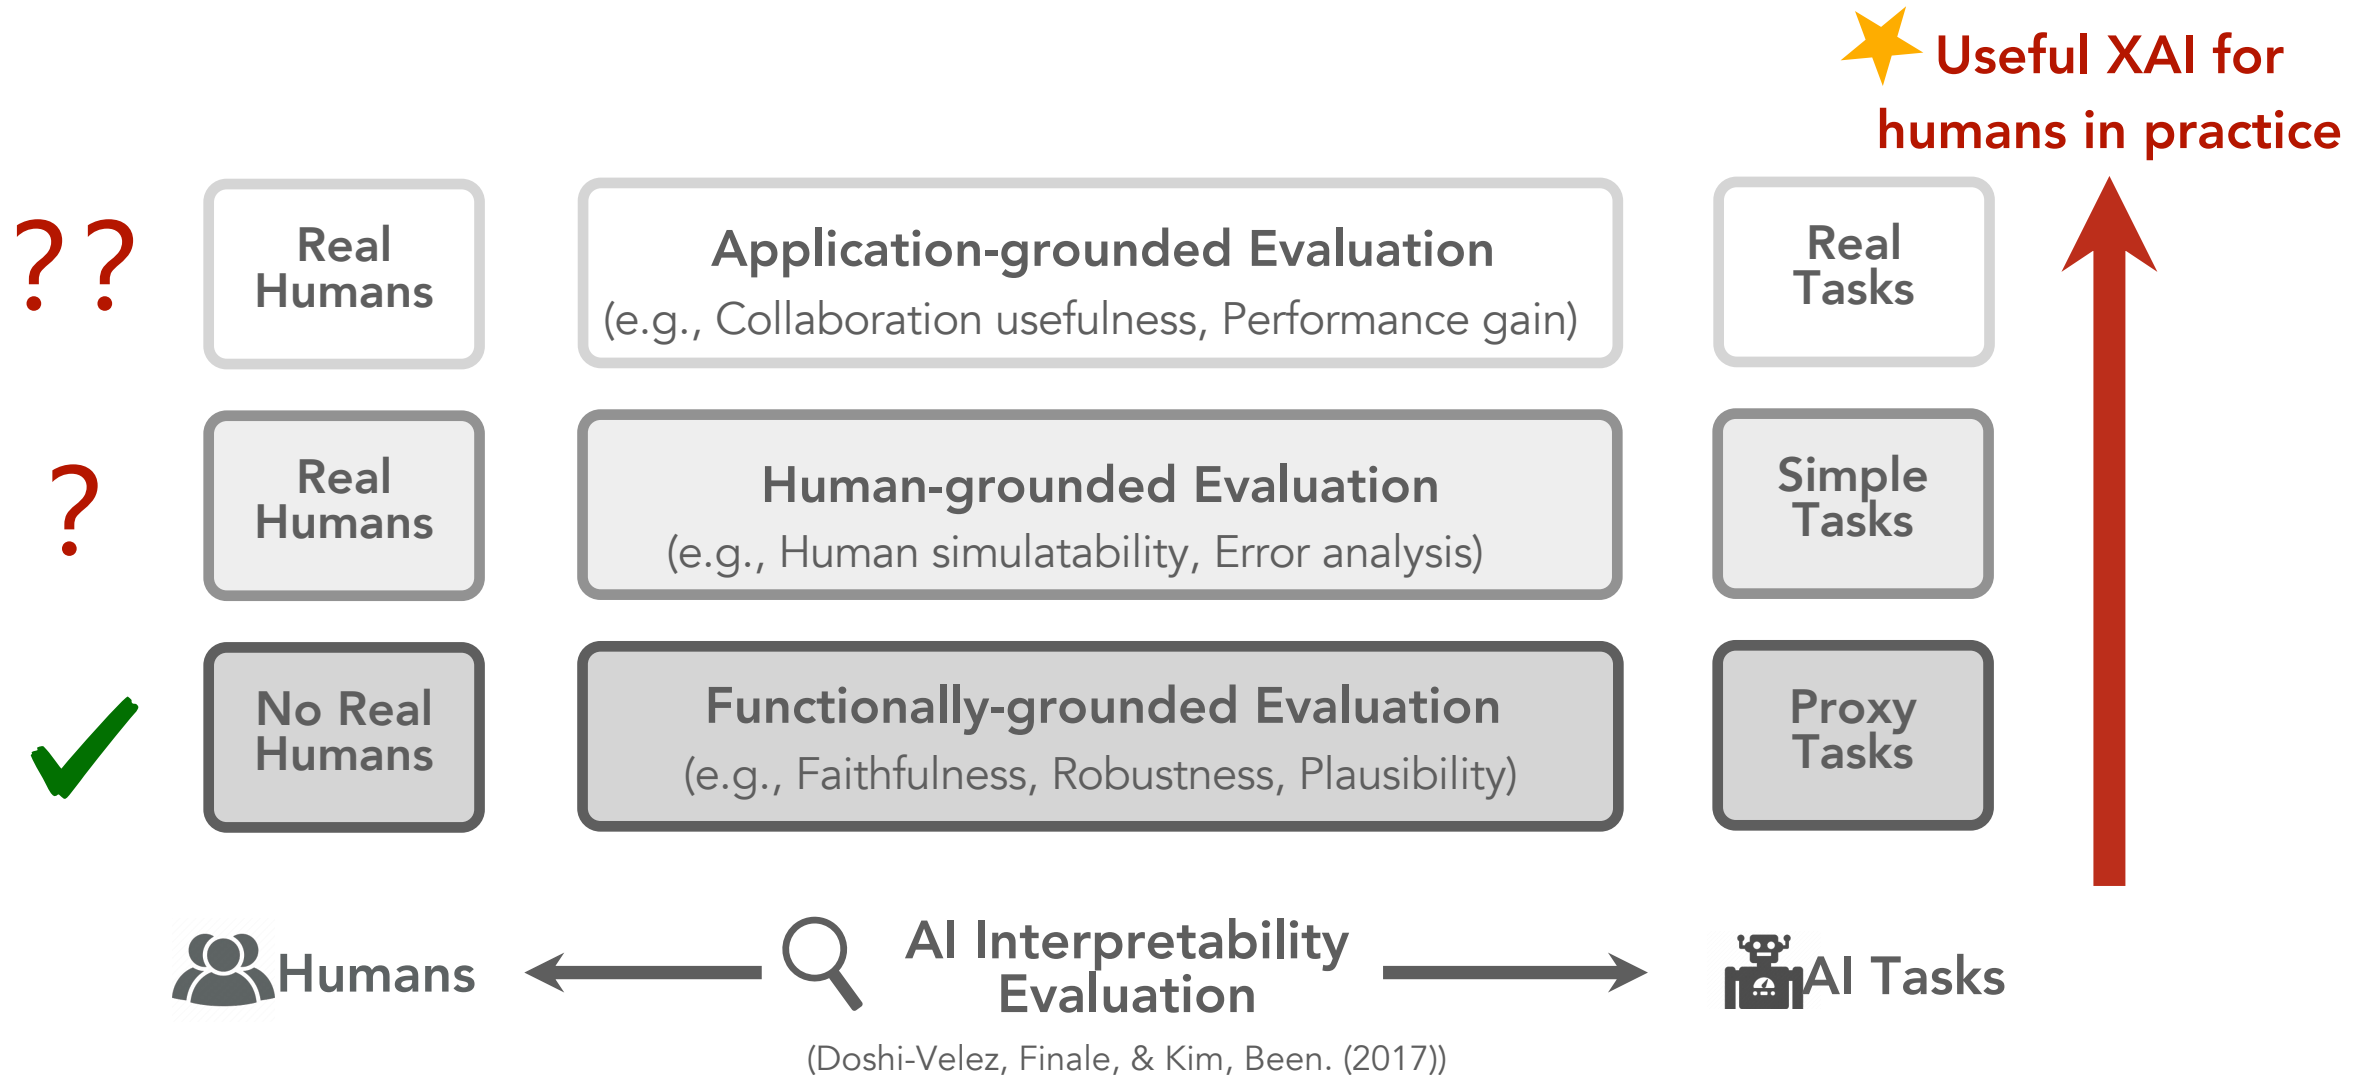 Useful XAI for
humans in practice
??
Real
Humans
Application-grounded Evaluation
(e.g., Collaboration usefulness, Performance gain)
Real
Tasks
?
Real
Humans
Human-grounded Evaluation
(e.g., Human simulatability, Error analysis)
Simple
Tasks
No Real
Humans
Functionally-grounded Evaluation
(e.g., Faithfulness, Robustness, Plausibility)
Proxy
Tasks
Humans
AI Interpretability
Evaluation
(Doshi-Velez, Finale, & Kim, Been. (2017))
AI Tasks